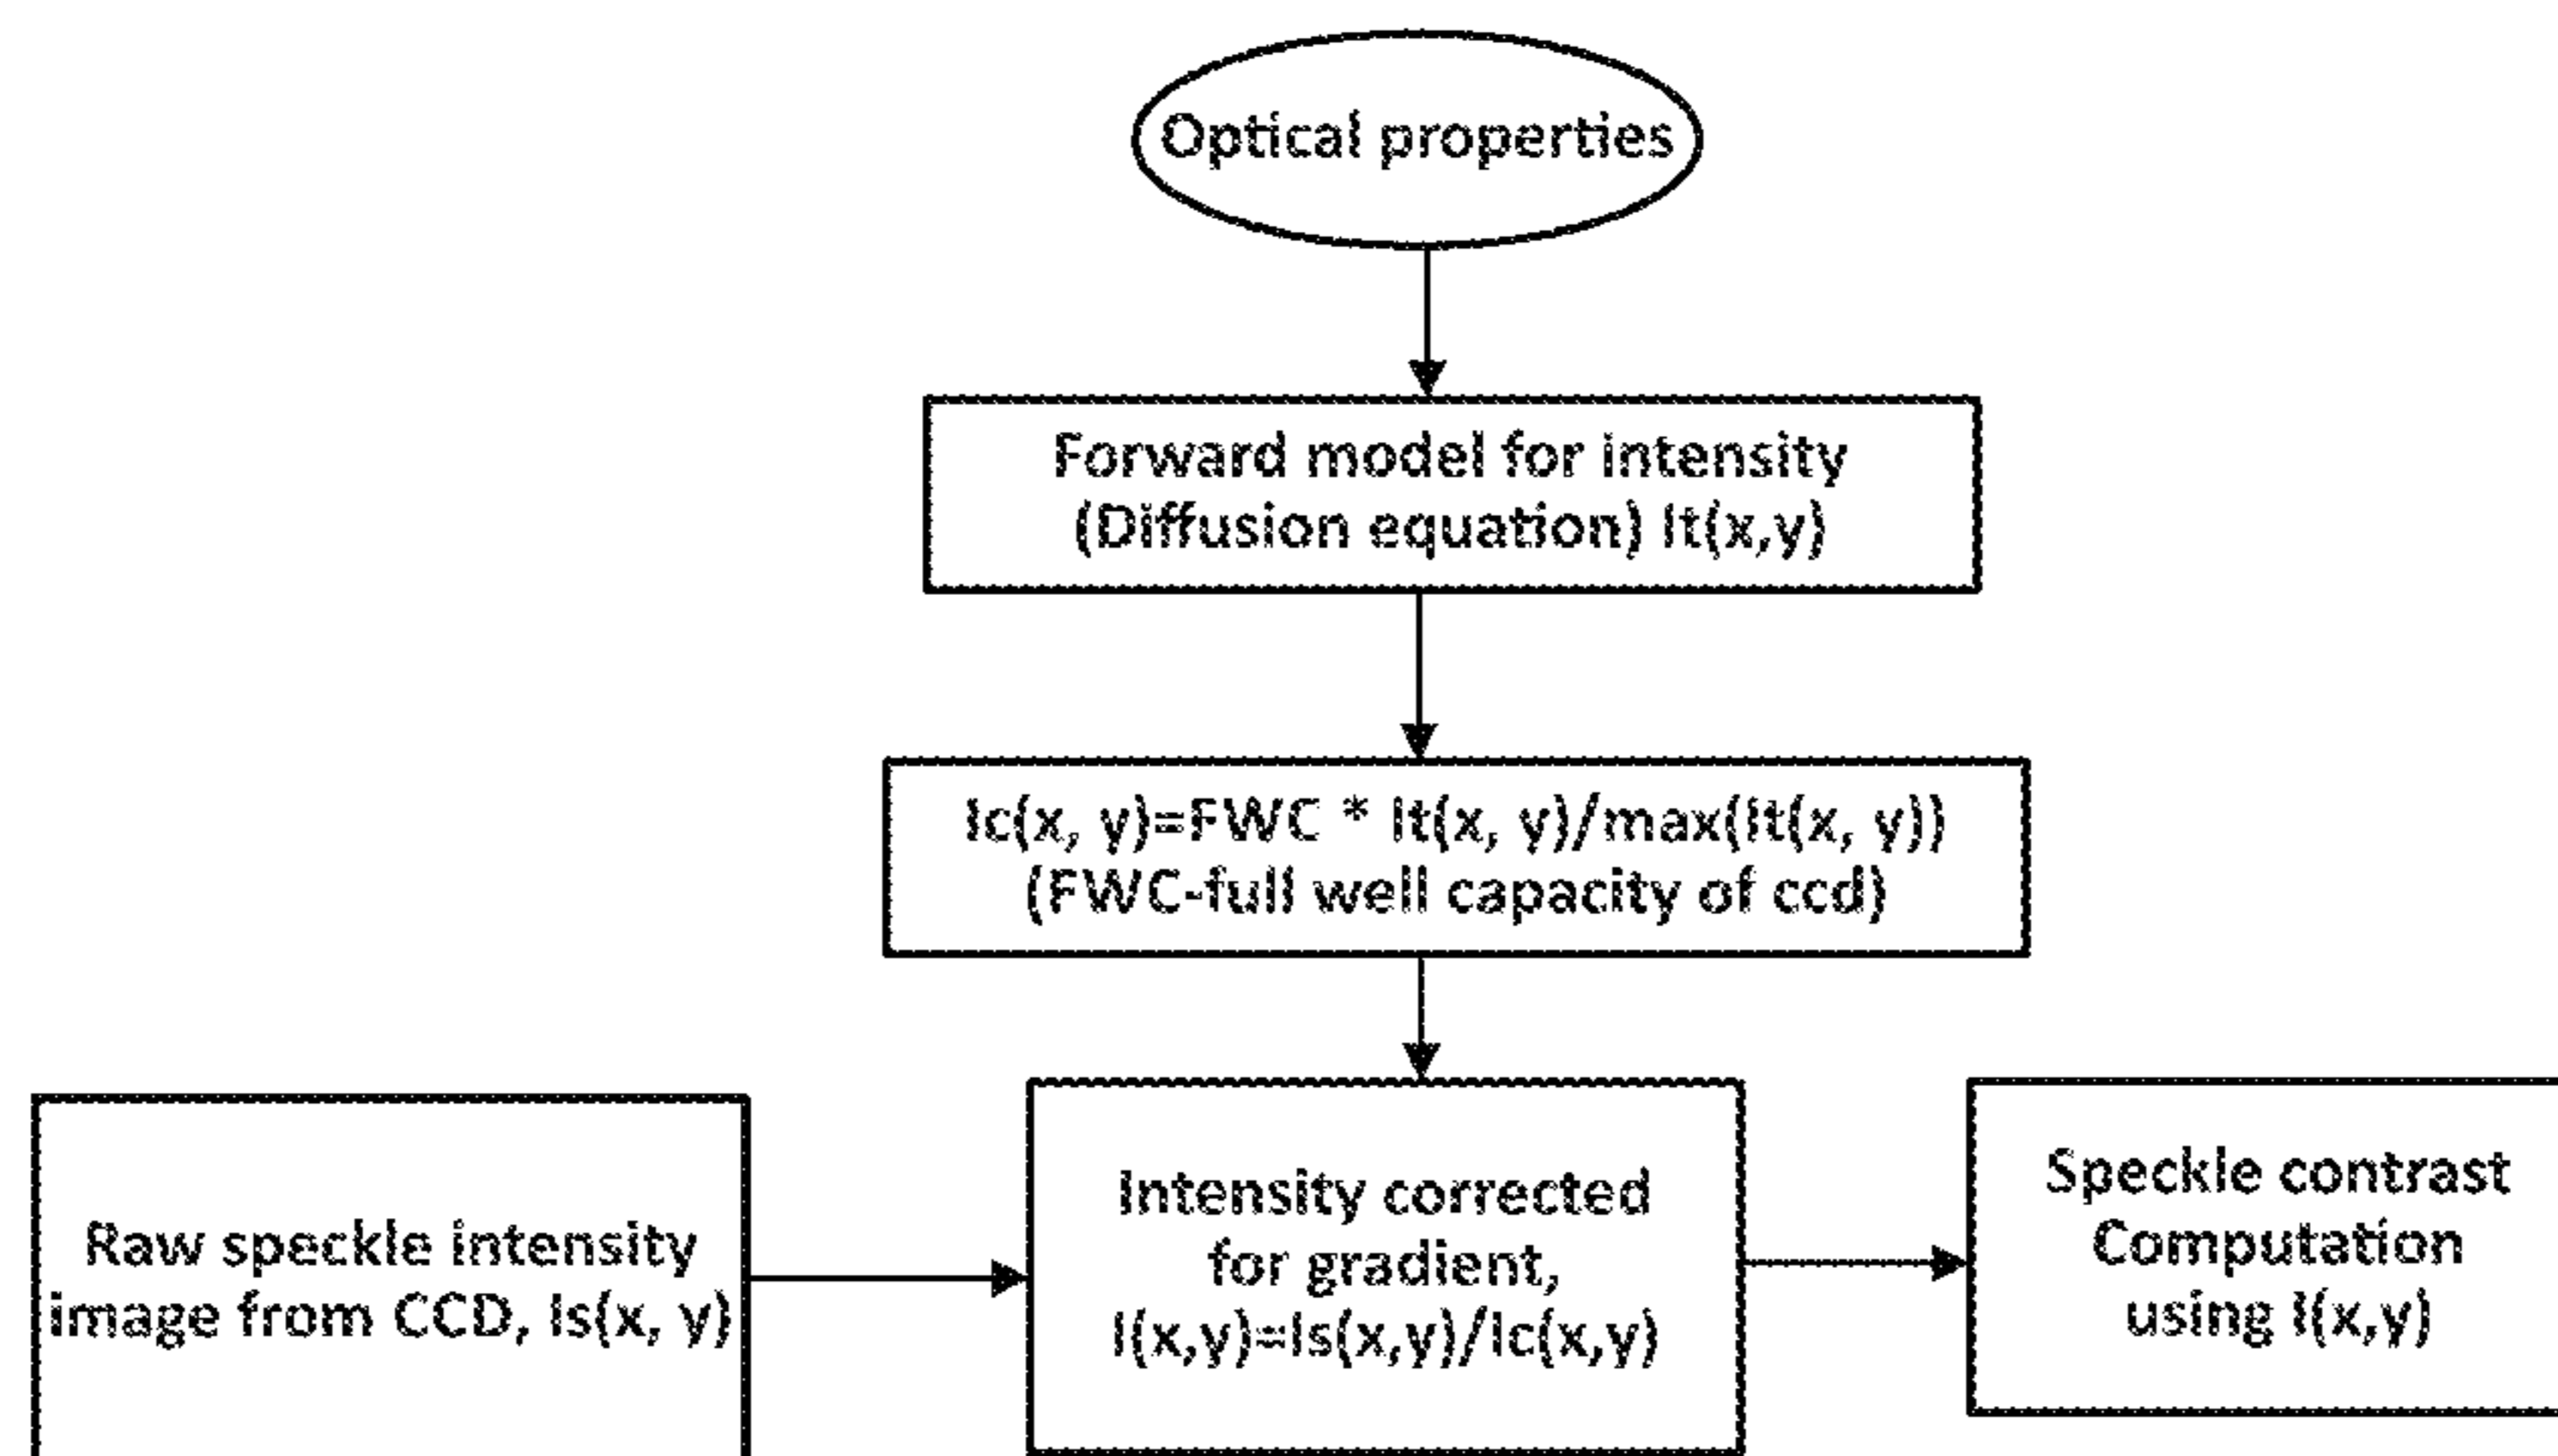 Optical properties
Forward model for intensity
(Diffusion equation) It(x,y)
Ic(x, y)=FWC * It(x, y)/max(It(x, y))
(FWC-full well capacity of ccd)
Raw speckle intensity
image from CCD, Is(x, y)
Intensity corrected
for gradient,
I(x,y)=Is(x,y)/Ic(x,y)
Speckle contrast
Computation
using I(x,y)